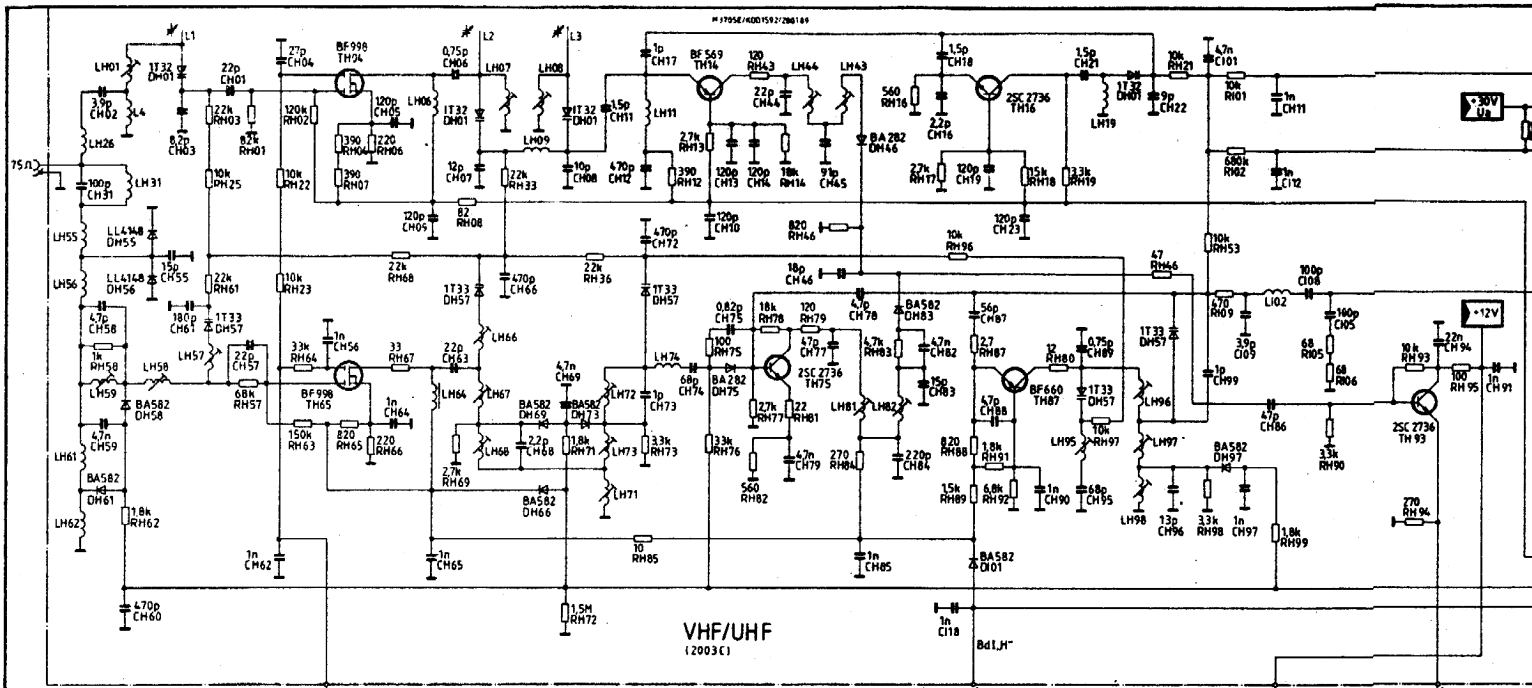 M3705E/KDD1592/280189
L1
LH01
1T32
DH01
22p
CH01
3,9p
CH02
L4
8,2p
CH03
22k
RH03
82k
RH01
LH26
75Ω
100p
CH31
LH31
10k
27p
CH04
BF998
TH04
120k
RH02
120p
CH05
390
RH04
220
RH06
390
RH07
10k
RH22
LH06
0,75p
CH06
L2
LH07
1T32
DH01
12p
CH07
L3
LH08
1T32
DH01
LH09
10p
CH08
22k
RH33
1,5p
CH11
120p
CH09
82
RH08
1p
CH17
LH11
470p
CH12
390
RH12
BF569
TH14
120
RH43
22p
CH44
LH44
LH43
2,7k
RH13
120p
CH13
120p
CH14
18k
RH14
91p
CH45
BA282
DH46
120p
CH10
820
RH46
1,5p
CH18
560
RH16
2,2p
CH16
2SC 2736
TH16
2,7k
RH17
120p
CH19
15k
RH18
3,3k
RH19
120p
CH23
1,5p
CH21
LH19
1T32
DH01
9p
CH22
10k
RH21
4,7n
CI01
10k
RI01
1n
CH11
680k
RI02
1n
CI12
+30V
Ua
LH55
LH56
LL4148
DH55
LL4148
DH56
15p
CH55
22k
RH61
180p
CH61
1T33
DH57
LH57
47p
CH58
1k
RH58
LH59
LH58
22p
CH57
68k
RH57
BA582
DH58
4,7n
CH59
LH61
BA582
DH61
LH62
1,8k
RH62
470p
CH60
10k
RH23
33k
RH64
1n
CH56
BF998
TH65
33
RH67
22p
CH63
150k
RH63
820
RH65
220
RH66
1n
CH64
LH64
1n
CH62
1n
CH65
22k
RH68
1T33
DH57
LH66
LH67
LH68
2,7k
RH69
470p
CH66
22k
RH36
4,7n
CH69
BA582
DH69
BA582
DH73
2,2p
CH68
1,8k
RH71
BA582
DH66
LH72
LH73
LH71
1,5M
RH72
470p
CH72
1T33
DH57
1p
CH73
3,3k
RH73
LH74
68p
CH74
0,82p
CH75
100
RH75
BA282
DH75
33k
RH76
18k
RH78
120
RH79
47p
CH77
2SC 2736
TH75
2,7k
RH77
22
RH81
560
RH82
47n
CH79
LH81
270
RH84
10
RH85
1n
CH85
18p
CH46
4,7p
CH78
BA582
DH83
4,7k
RH83
4,7n
CH82
15p
CH83
LH82
220p
CH84
10k
RH96
56p
CH87
2,7
RH87
BF660
TH87
47p
CH88
820
RH88
1,8k
RH91
1,5k
RH89
6,8k
RH92
1n
CH90
BA582
DI01
1n
CI18
Bd I,H
12
RH80
0,75p
CH89
1T33
DH57
10k
RH97
LH95
68p
CH95
LH96
LH97
LH98
13p
CH96
3,3k
RH98
BA582
DH97
1n
CH97
1,8k
RH99
47
RH46
1T33
DH57
10k
RH53
1p
CH99
470
RI09
3,9p
CI09
LI02
100p
CI08
CI05
68
RI05
68
RI06
47p
CH86
3,3k
RH90
10k
RH93
22n
CH94
100
RH95
1n
CH91
2SC 2736
TH93
270
RH94
+12V
VHF/UHF
(2003C)